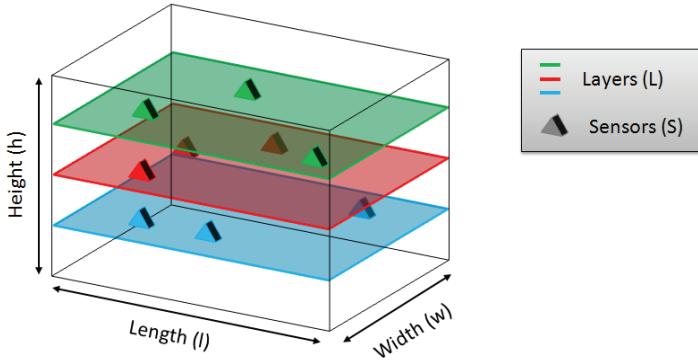 Layers (L)
Sensors (S)
Height (h)
Length (l)
Width (w)